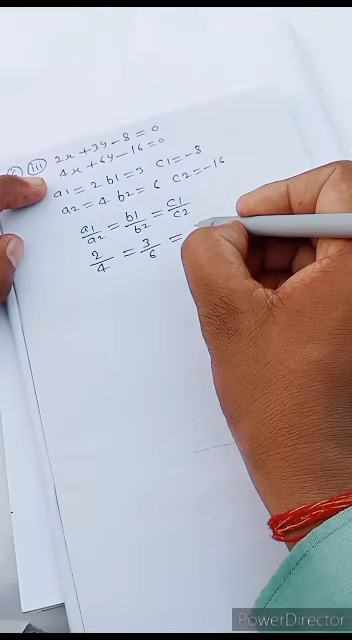 (iii) 2x + 3y - 8 = 0
4x + 6y - 16 = 0
a1 = 2 b1 = 3 c1 = -8
a2 = 4 b2 = 6 c2 = -16
a1/a2 = b1/b2 = c1/c2
2/4 = 3/6 =
PowerDirector